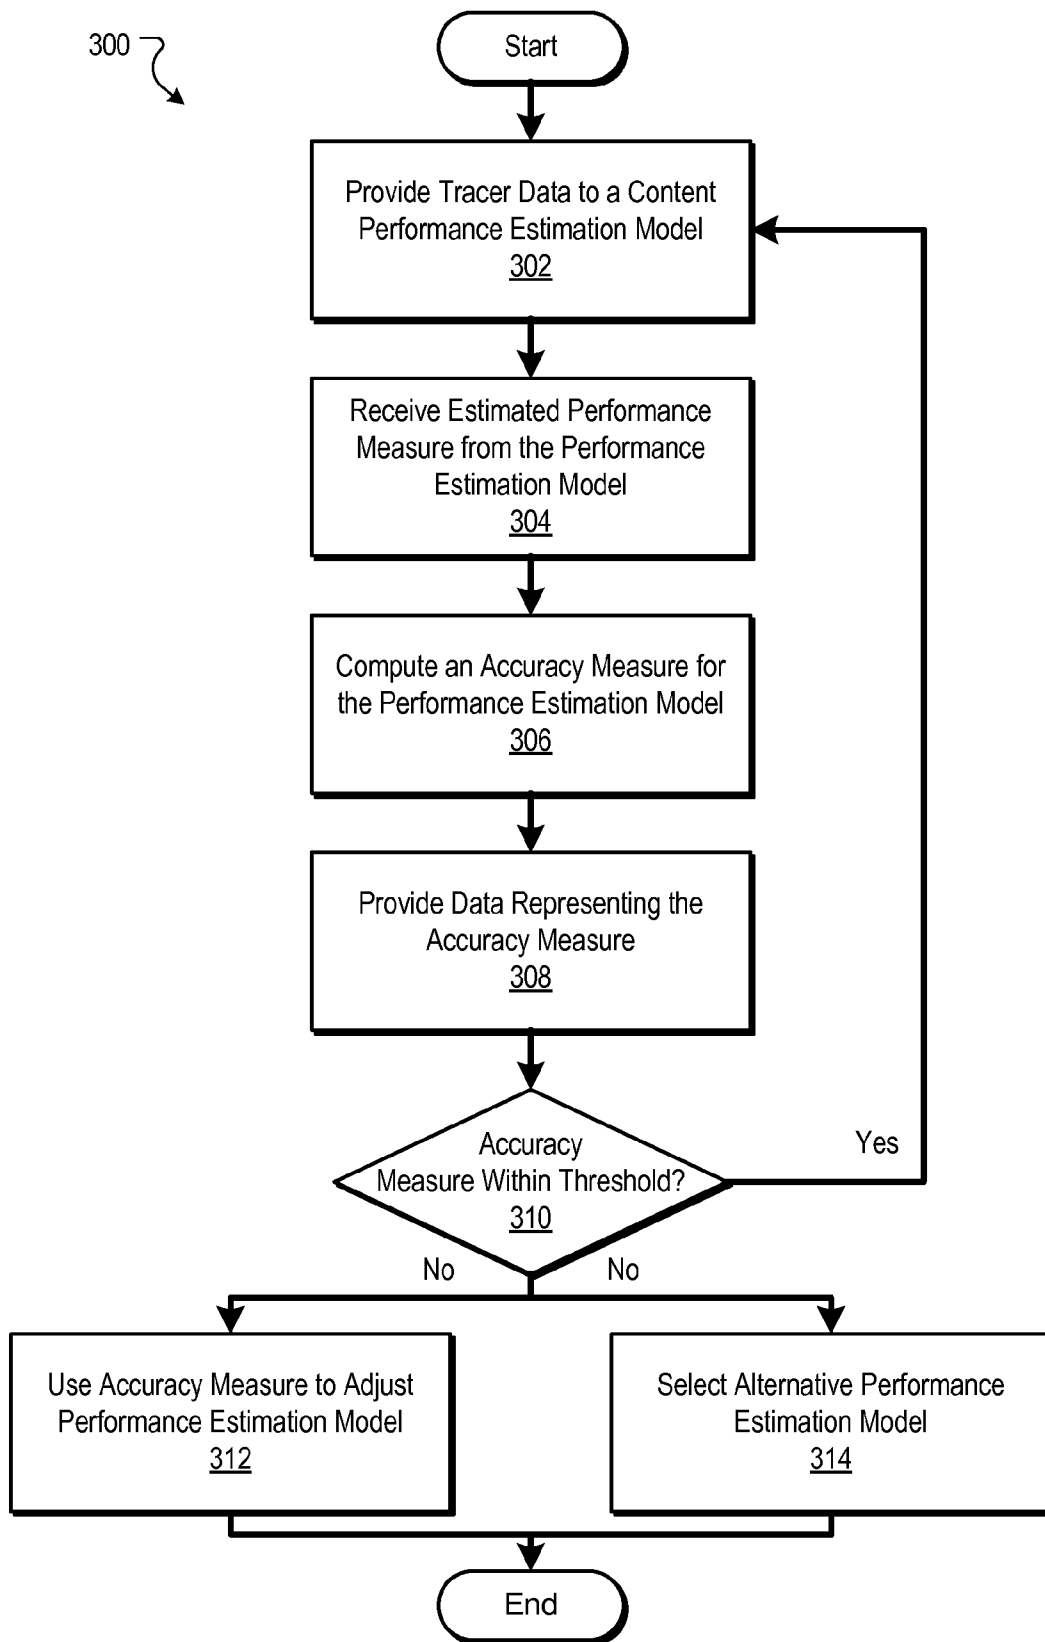 300
Start
Provide Tracer Data to a Content
Performance Estimation Model
302
Receive Estimated Performance
Measure from the Performance
Estimation Model
304
Compute an Accuracy Measure for
the Performance Estimation Model
306
Provide Data Representing the
Accuracy Measure
308
Accuracy
Measure Within Threshold?
310
Yes
No
No
Use Accuracy Measure to Adjust
Performance Estimation Model
312
Select Alternative Performance
Estimation Model
314
End